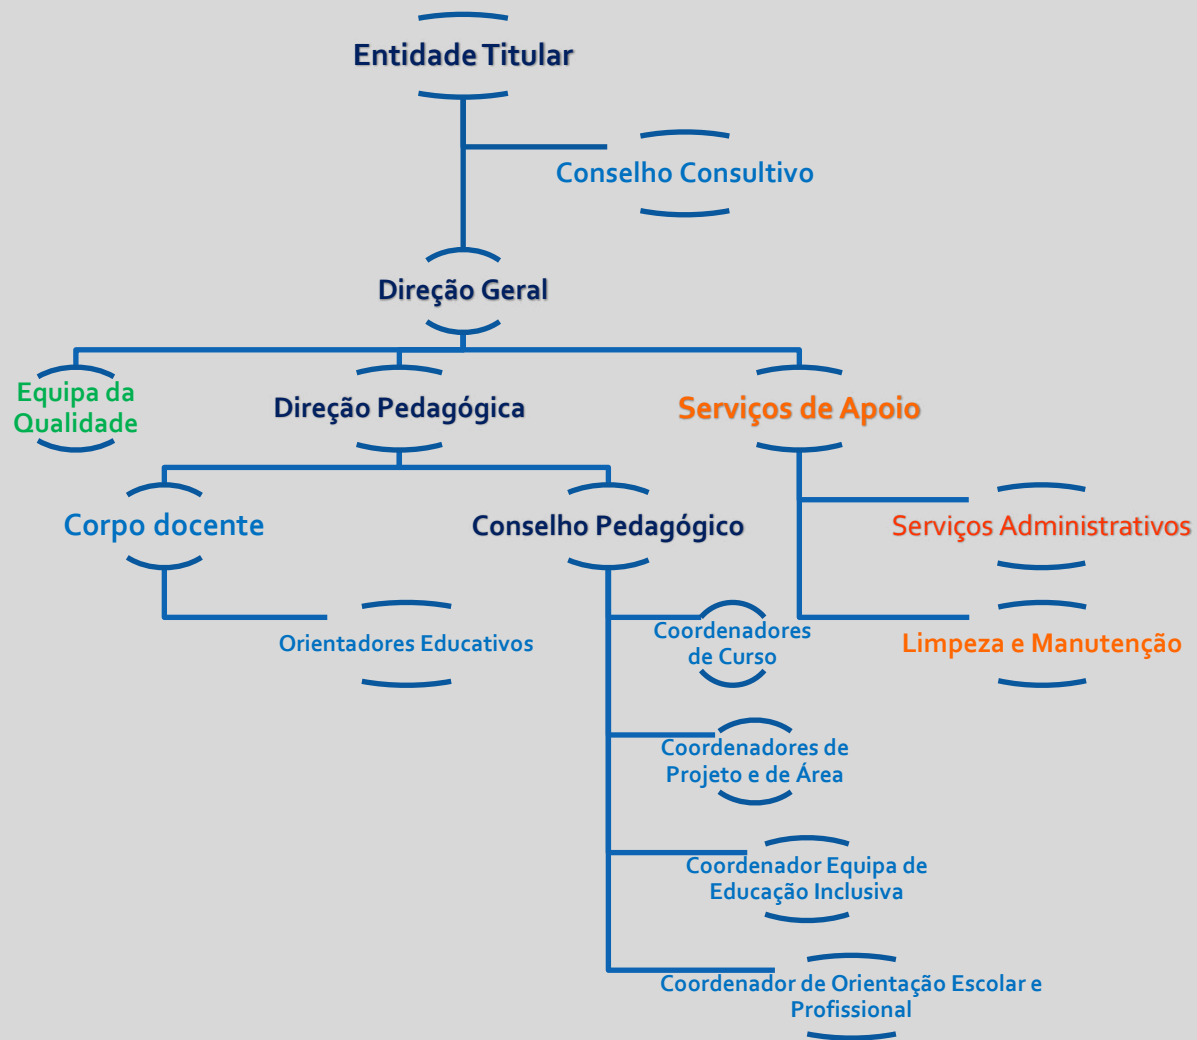 Entidade Titular
Conselho Consultivo
Direção Geral
Equipa da
Qualidade
Direção Pedagógica
Serviços de Apoio
Corpo docente
Conselho Pedagógico
Serviços Administrativos
Orientadores Educativos
Coordenadores
de Curso
Limpeza e Manutenção
Coordenadores de
Projeto e de Área
Coordenador Equipa de
Educação Inclusiva
Coordenador de Orientação Escolar e
Profissional